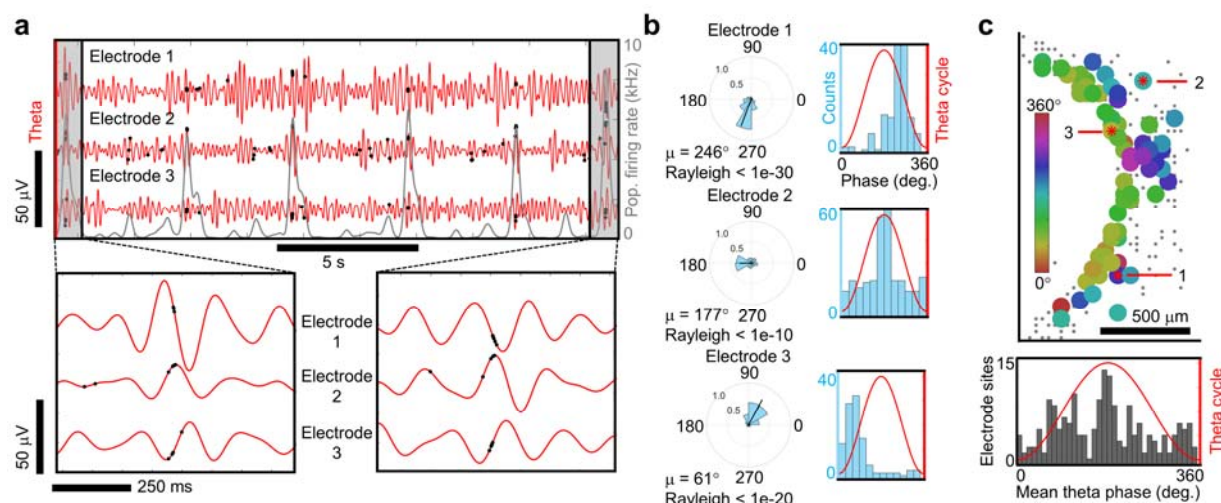 a
Electrode 1
Electrode 2
Electrode 3
Theta
50 µV
10
0
Pop. firing rate (kHz)
5 s
Electrode
1
Electrode
2
Electrode
3
50 µV
250 ms
b
Electrode 1
90
1.0
0.5
180
0
270
µ = 246°
Rayleigh < 1e-30
40
Counts
0
Theta cycle
0
360
Phase (deg.)
Electrode 2
90
1.0
0.5
180
0
270
µ = 177°
Rayleigh < 1e-10
60
0
Electrode 3
90
1.0
0.5
180
0
270
µ = 61°
Rayleigh < 1e-20
40
0
c
360°
0°
2
3
1
500 µm
15
0
Electrode sites
Theta cycle
0
360
Mean theta phase (deg.)